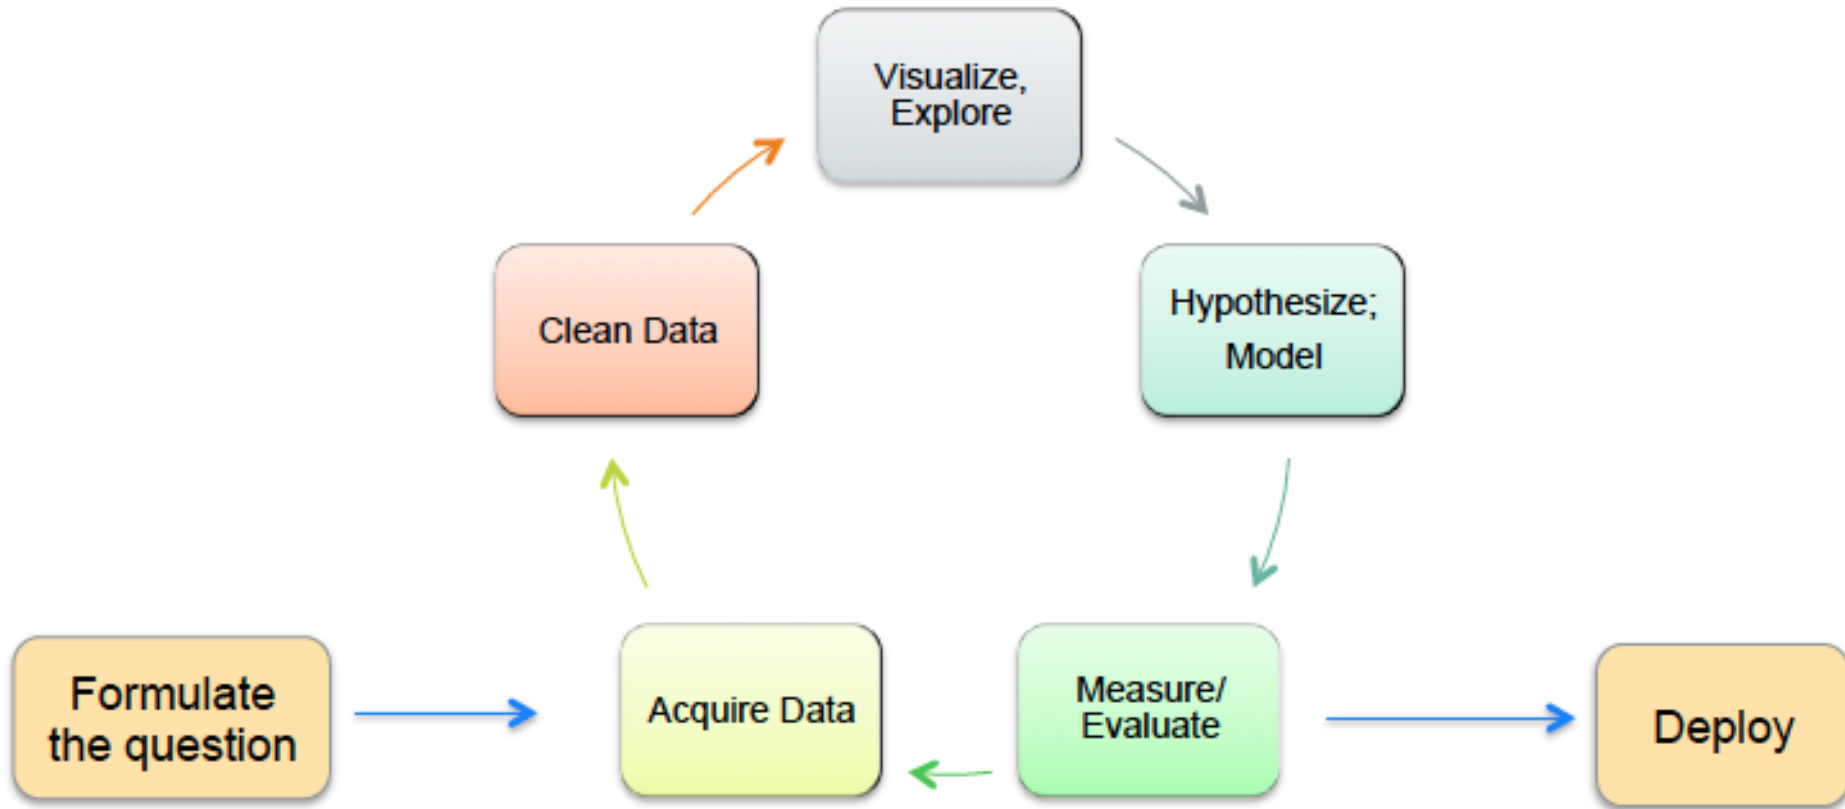 Visualize,
Explore
Clean Data
Hypothesize;
Model
Formulate
the question
Acquire Data
Measure/
Evaluate
Deploy